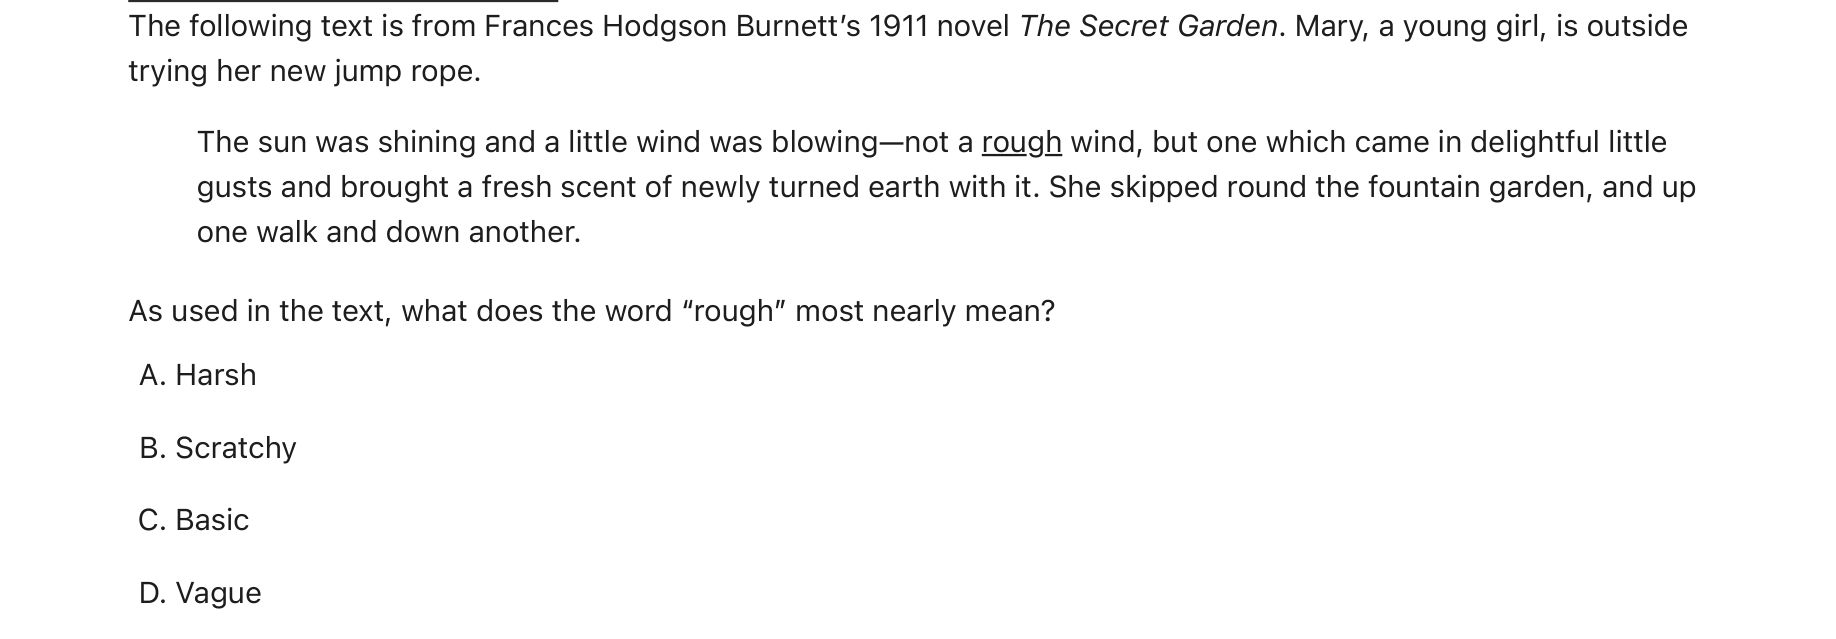 The following text is from Frances Hodgson Burnett’s 1911 novel The Secret Garden. Mary, a young girl, is outside
trying her new jump rope.
The sun was shining and a little wind was blowing—not a rough wind, but one which came in delightful little
gusts and brought a fresh scent of newly turned earth with it. She skipped round the fountain garden, and up
one walk and down another.
As used in the text, what does the word “rough” most nearly mean?
A. Harsh
B. Scratchy
C. Basic
D. Vague